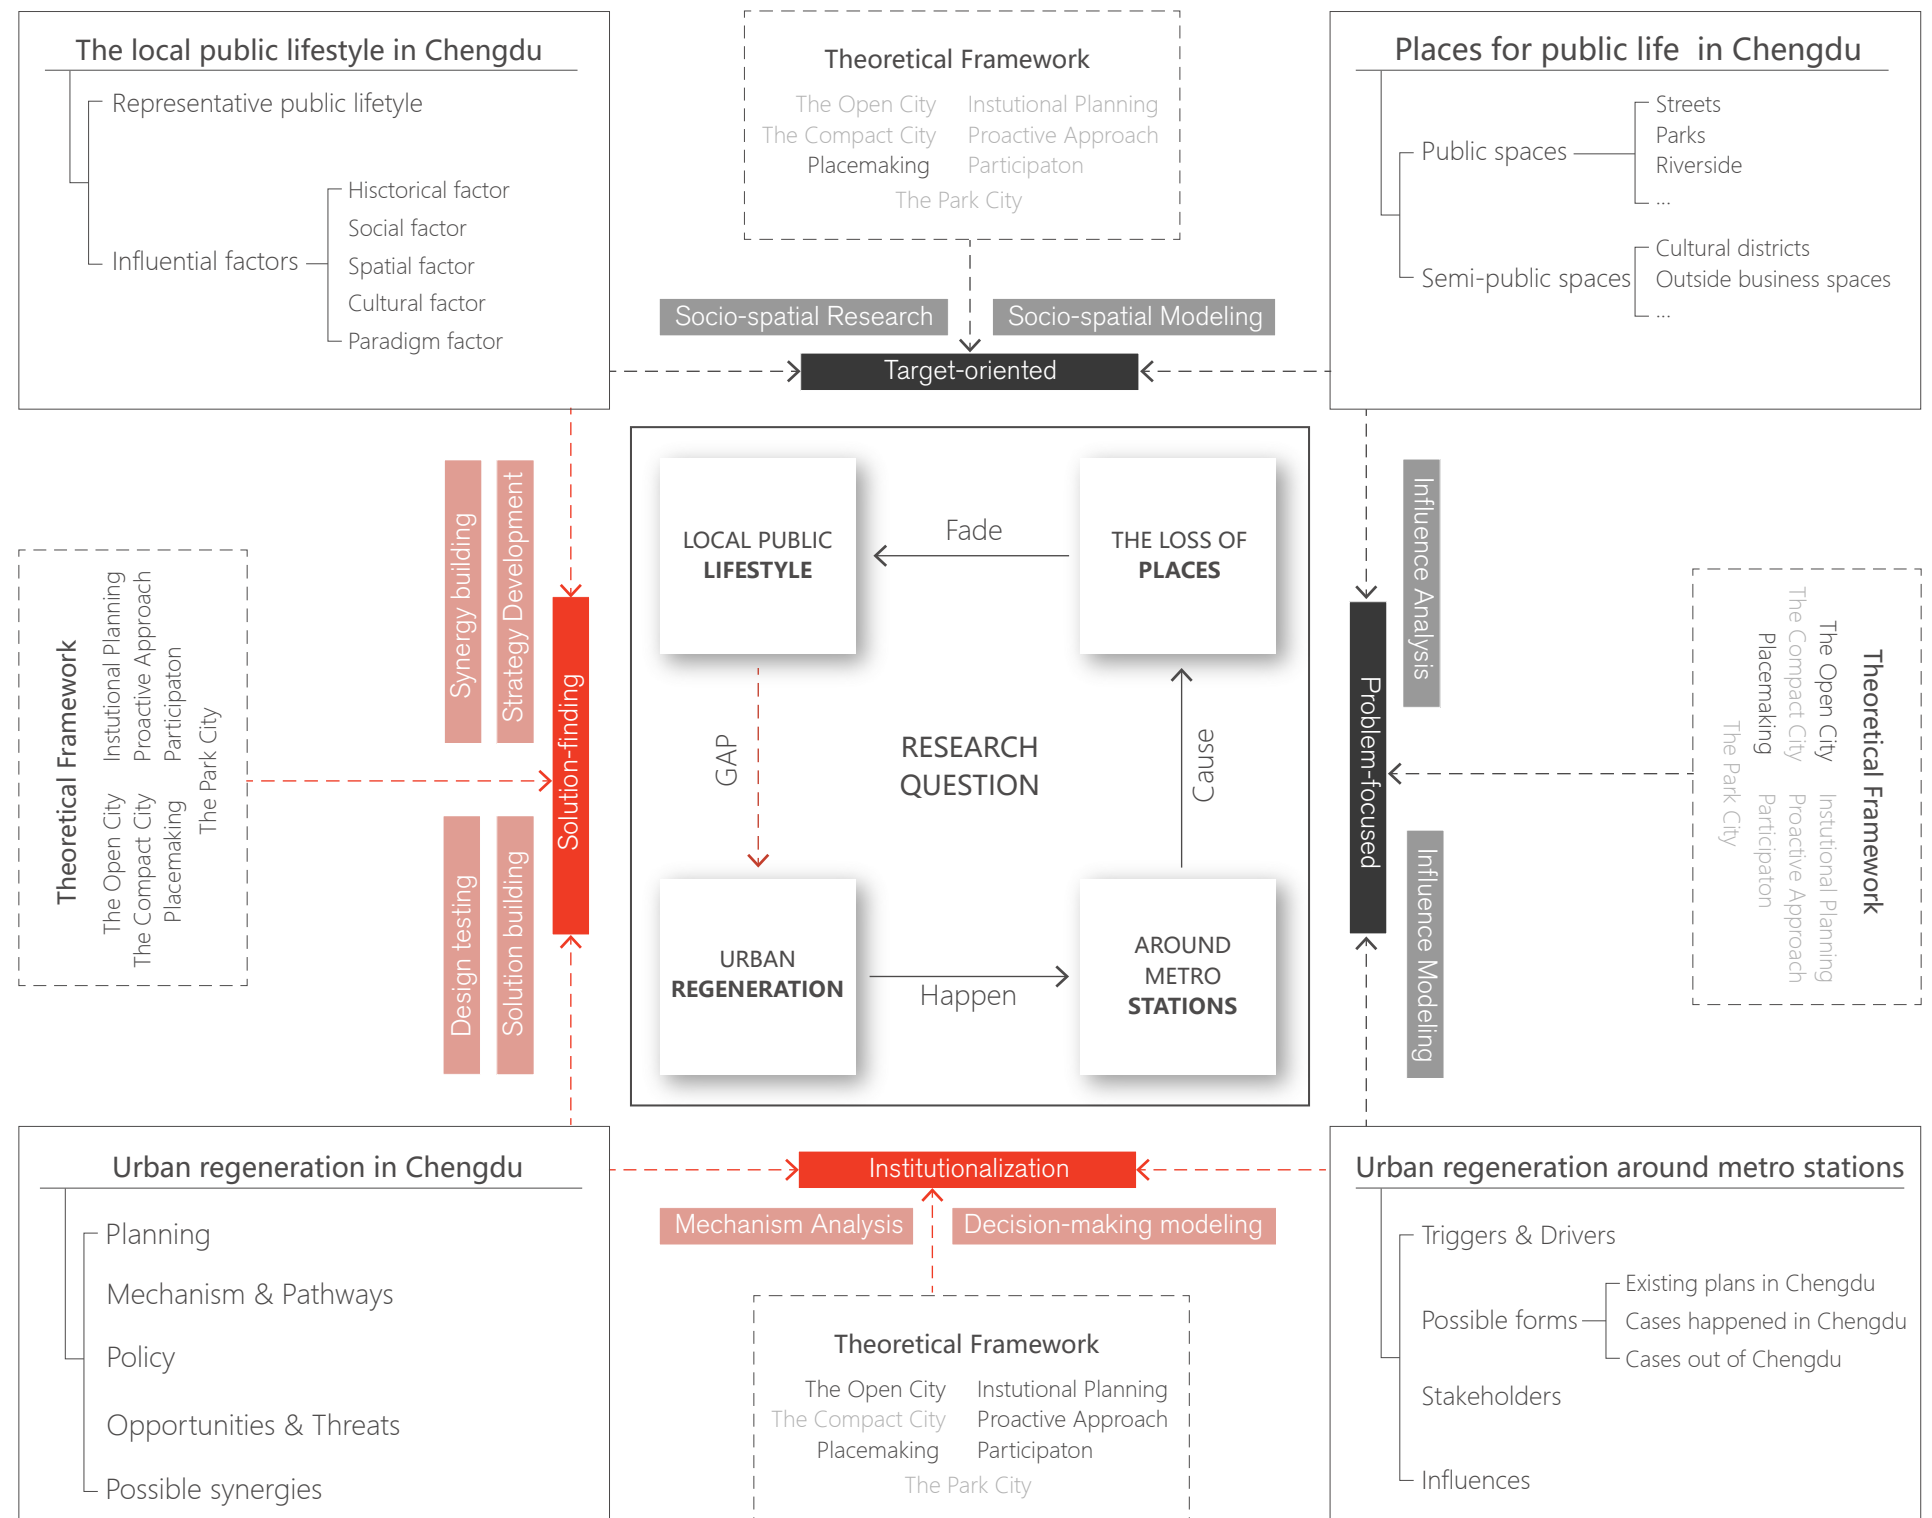 The local public lifestyle in Chengdu
Representative public lifetyle
Influential factors
Hisctorical factor
Social factor
Spatial factor
Cultural factor
Paradigm factor
Theoretical Framework
The Open City
Instutional Planning
The Compact City
Proactive Approach
Placemaking
Participaton
The Park City
Socio-spatial Research
Socio-spatial Modeling
Target-oriented
Places for public life in Chengdu
Public spaces
Streets
Parks
Riverside
...
Semi-public spaces
Cultural districts
Outside business spaces
...
Theoretical Framework
The Open City
Instutional Planning
The Compact City
Proactive Approach
Placemaking
Participaton
The Park City
Synergy building
Strategy Development
Design testing
Solution building
Solution-finding
LOCAL PUBLIC
LIFESTYLE
Fade
THE LOSS OF
PLACES
GAP
RESEARCH
QUESTION
Canse
URBAN
REGENERATION
Happen
AROUND
METRO
STATIONS
Problem-focused
Influence Analysis
Influence Modeling
Theoretical Framework
The Open City
Instutional Planning
The Compact City
Proactive Approach
Placemaking
Participaton
The Park City
Urban regeneration in Chengdu
Planning
Mechanism & Pathways
Policy
Opportunities & Threats
Possible synergies
Institutionalization
Mechanism Analysis
Decision-making modeling
Theoretical Framework
The Open City
Instutional Planning
The Compact City
Proactive Approach
Placemaking
Participaton
The Park City
Urban regeneration around metro stations
Triggers & Drivers
Possible forms
Existing plans in Chengdu
Cases happened in Chengdu
Cases out of Chengdu
Stakeholders
Influences